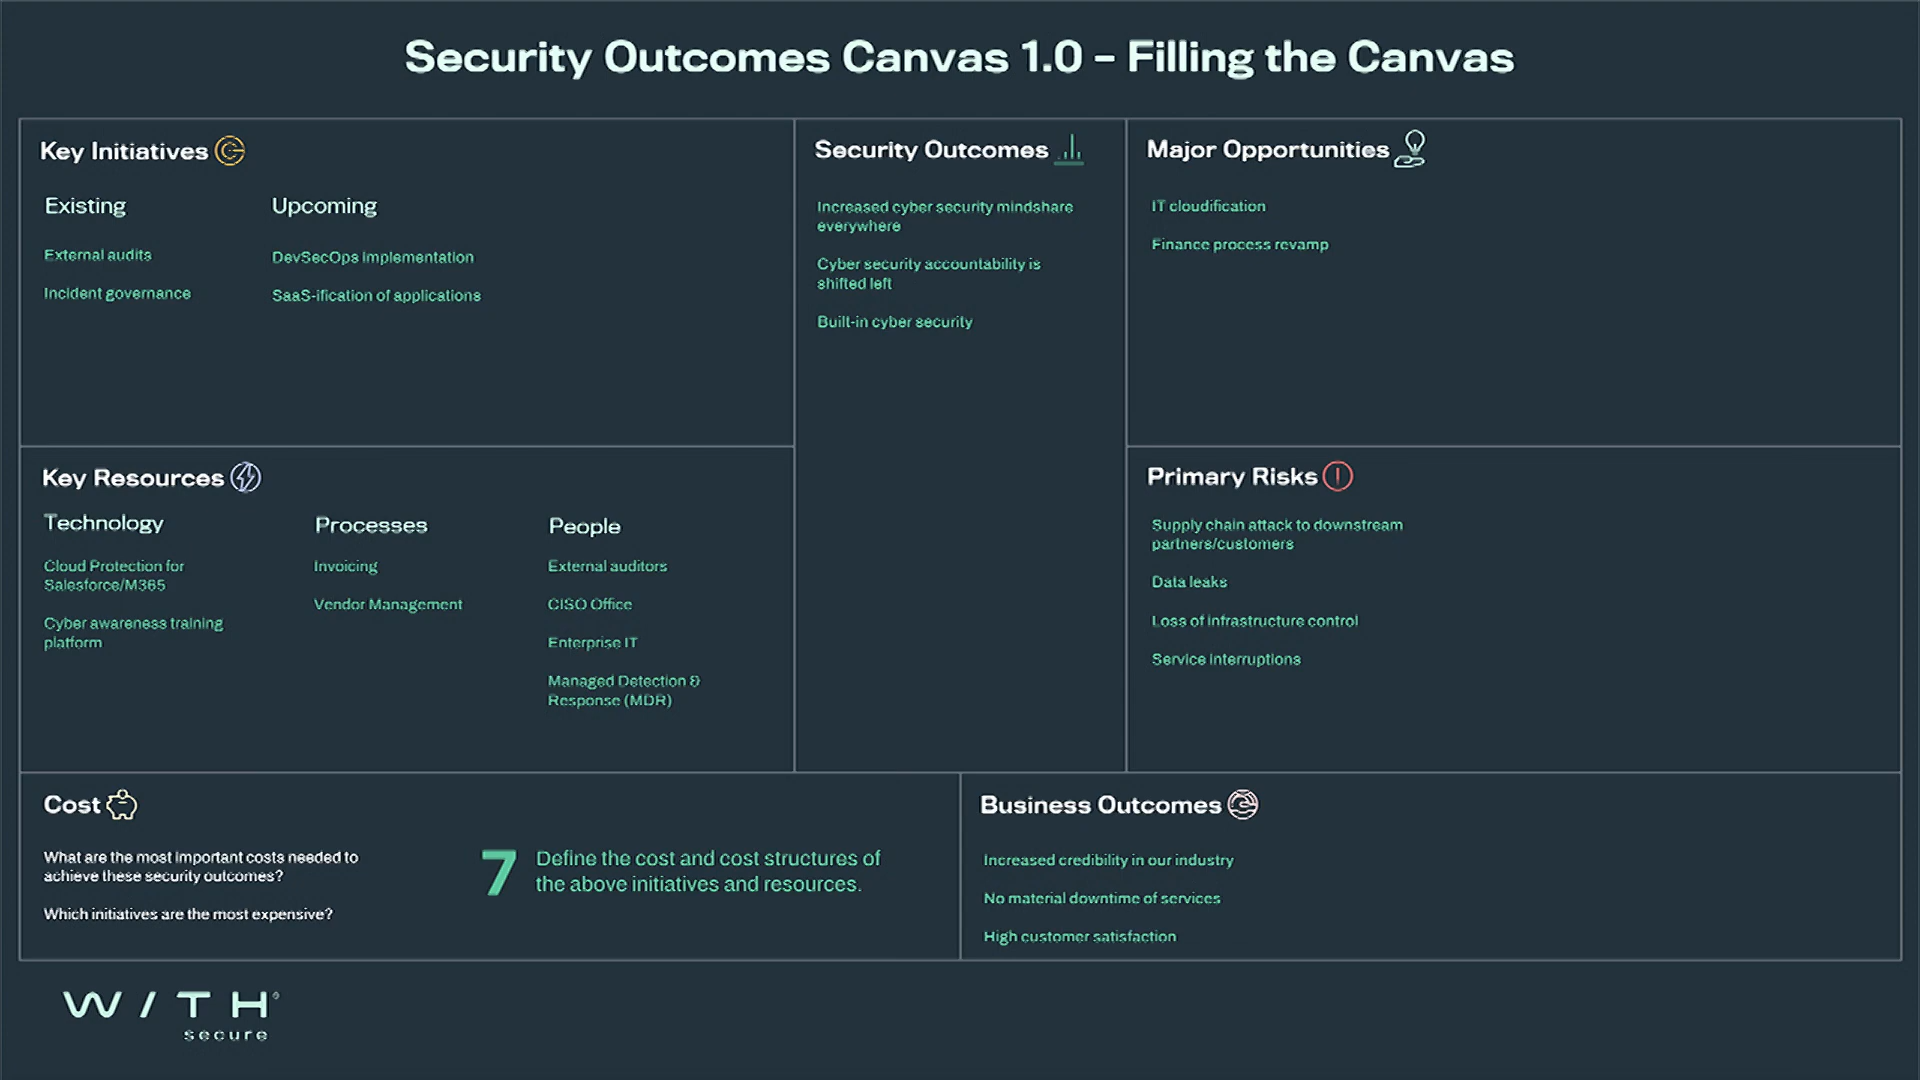 Security Outcomes Canvas 1.0 – Filling the Canvas
Key Initiatives
Existing
External audits
Incident governance
Upcoming
DevSecOps implementation
SaaS-ification of applications
Security Outcomes
Increased cyber security mindshare
everywhere
Cyber security accountability is
shifted left
Built-in cyber security
Major Opportunities
IT cloudification
Finance process revamp
Key Resources
Technology
Cloud Protection for
Salesforce/M365
Cyber awareness training
platform
Processes
Invoicing
Vendor Management
People
External auditors
CISO Office
Enterprise IT
Managed Detection &
Response (MDR)
Primary Risks
Supply chain attack to downstream
partners/customers
Data leaks
Loss of infrastructure control
Service interruptions
Cost
What are the most important costs needed to
achieve these security outcomes?
Which initiatives are the most expensive?
7
Define the cost and cost structures of
the above initiatives and resources.
Business Outcomes
Increased credibility in our industry
No material downtime of services
High customer satisfaction
W / T H
secure